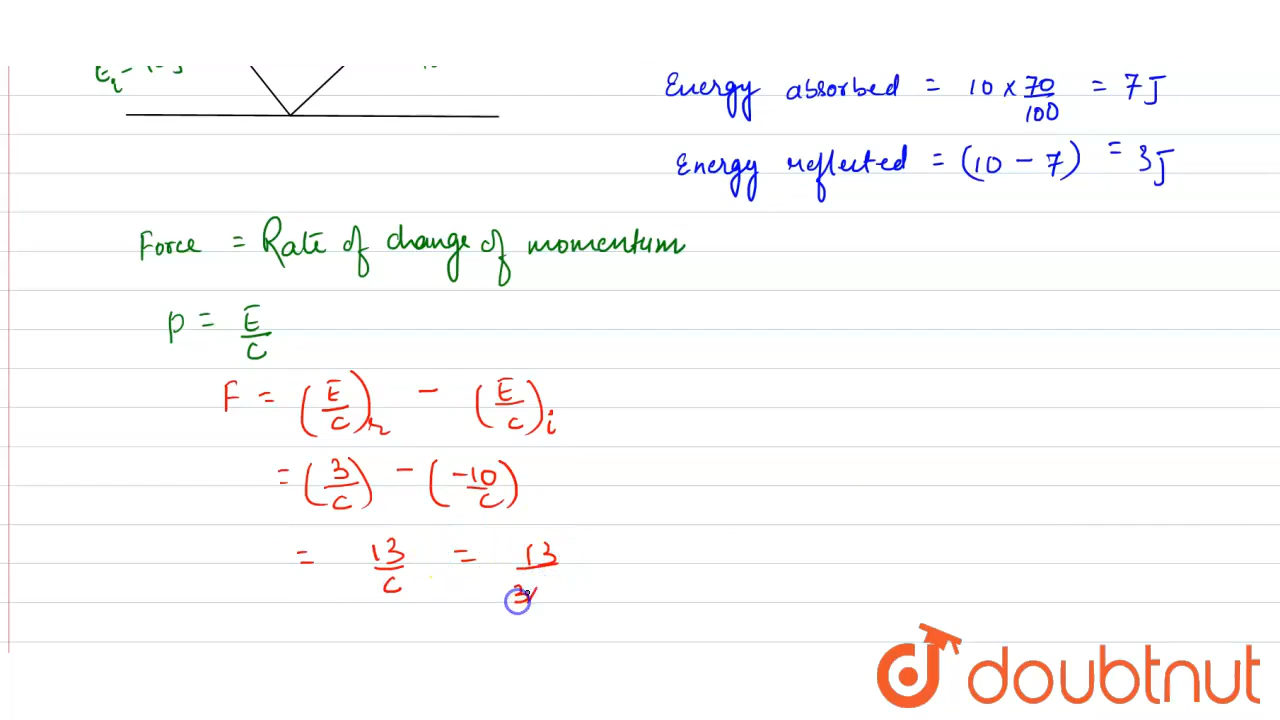 Energy absorbed = 10 × 70/100 = 7J
Energy reflected = (10 - 7) = 3J
Force = Rate of change of momentum
p = E/C
F = (E/C)r - (E/C)i
= (3/C) - (-10/C)
= 13/C = 13/3×
doubtnut